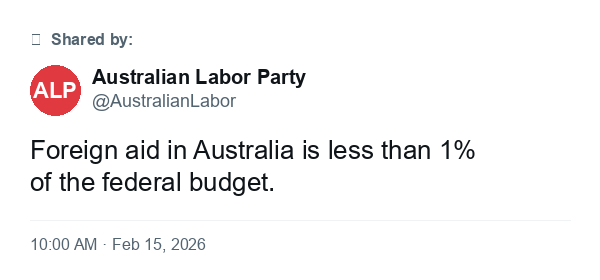 Shared by:
ALP
Australian Labor Party
@AustralianLabor
Foreign aid in Australia is less than 1%
of the federal budget.
10:00 AM · Feb 15, 2026